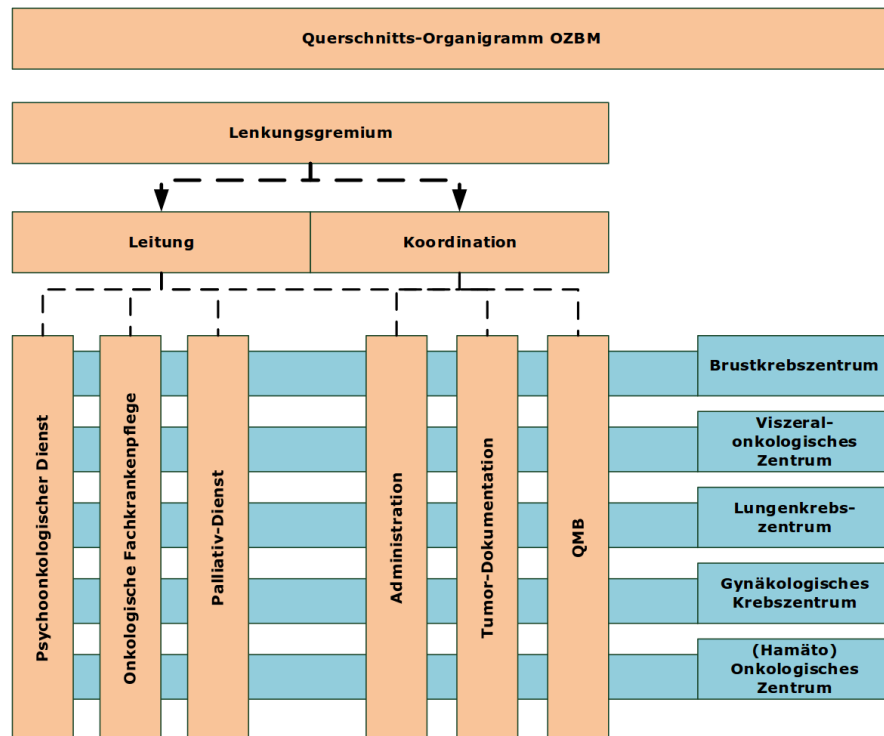 Querschnitts-Organigramm OZBM
Lenkungsgremium
Leitung
Koordination
Psychoonkologischer Dienst
Onkologische Fachkrankenpflege
Palliativ-Dienst
Administration
Tumor-Dokumentation
QMB
Brustkrebszentrum
Viszeral-
onkologisches
Zentrum
Lungenkrebs-
zentrum
Gynäkologisches
Krebszentrum
(Hamäto)
Onkologisches
Zentrum